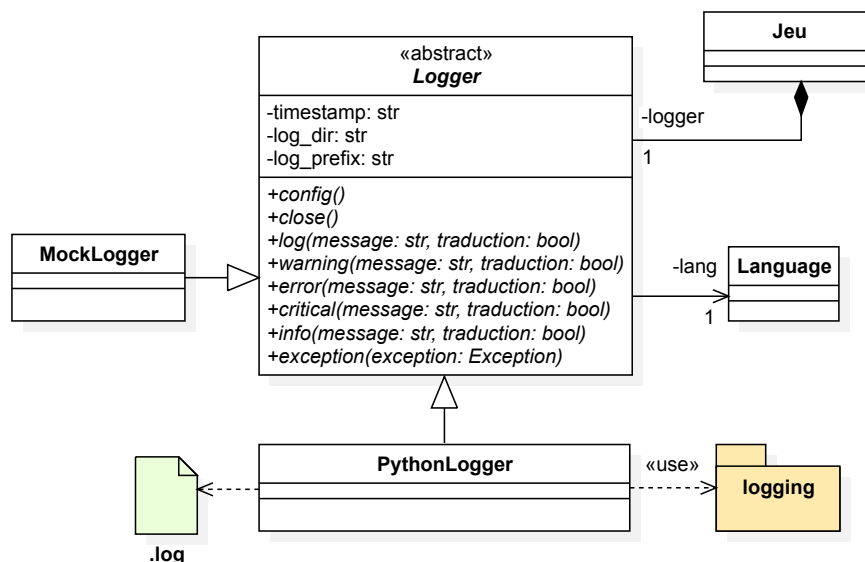 «abstract»
Logger
-timestamp: str
-log_dir: str
-log_prefix: str
+config()
+close()
+log(message: str, traduction: bool)
+warning(message: str, traduction: bool)
+error(message: str, traduction: bool)
+critical(message: str, traduction: bool)
+info(message: str, traduction: bool)
+exception(exception: Exception)
Jeu
-logger
1
MockLogger
-lang
1
Language
PythonLogger
«use»
logging
.log